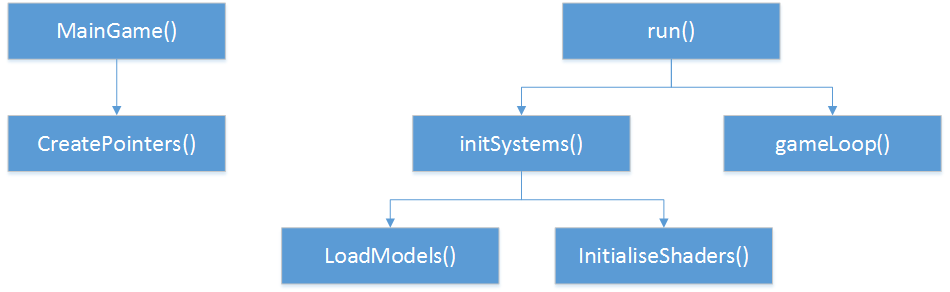 MainGame()
run()
CreatePointers()
initSystems()
gameLoop()
LoadModels()
InitialiseShaders()